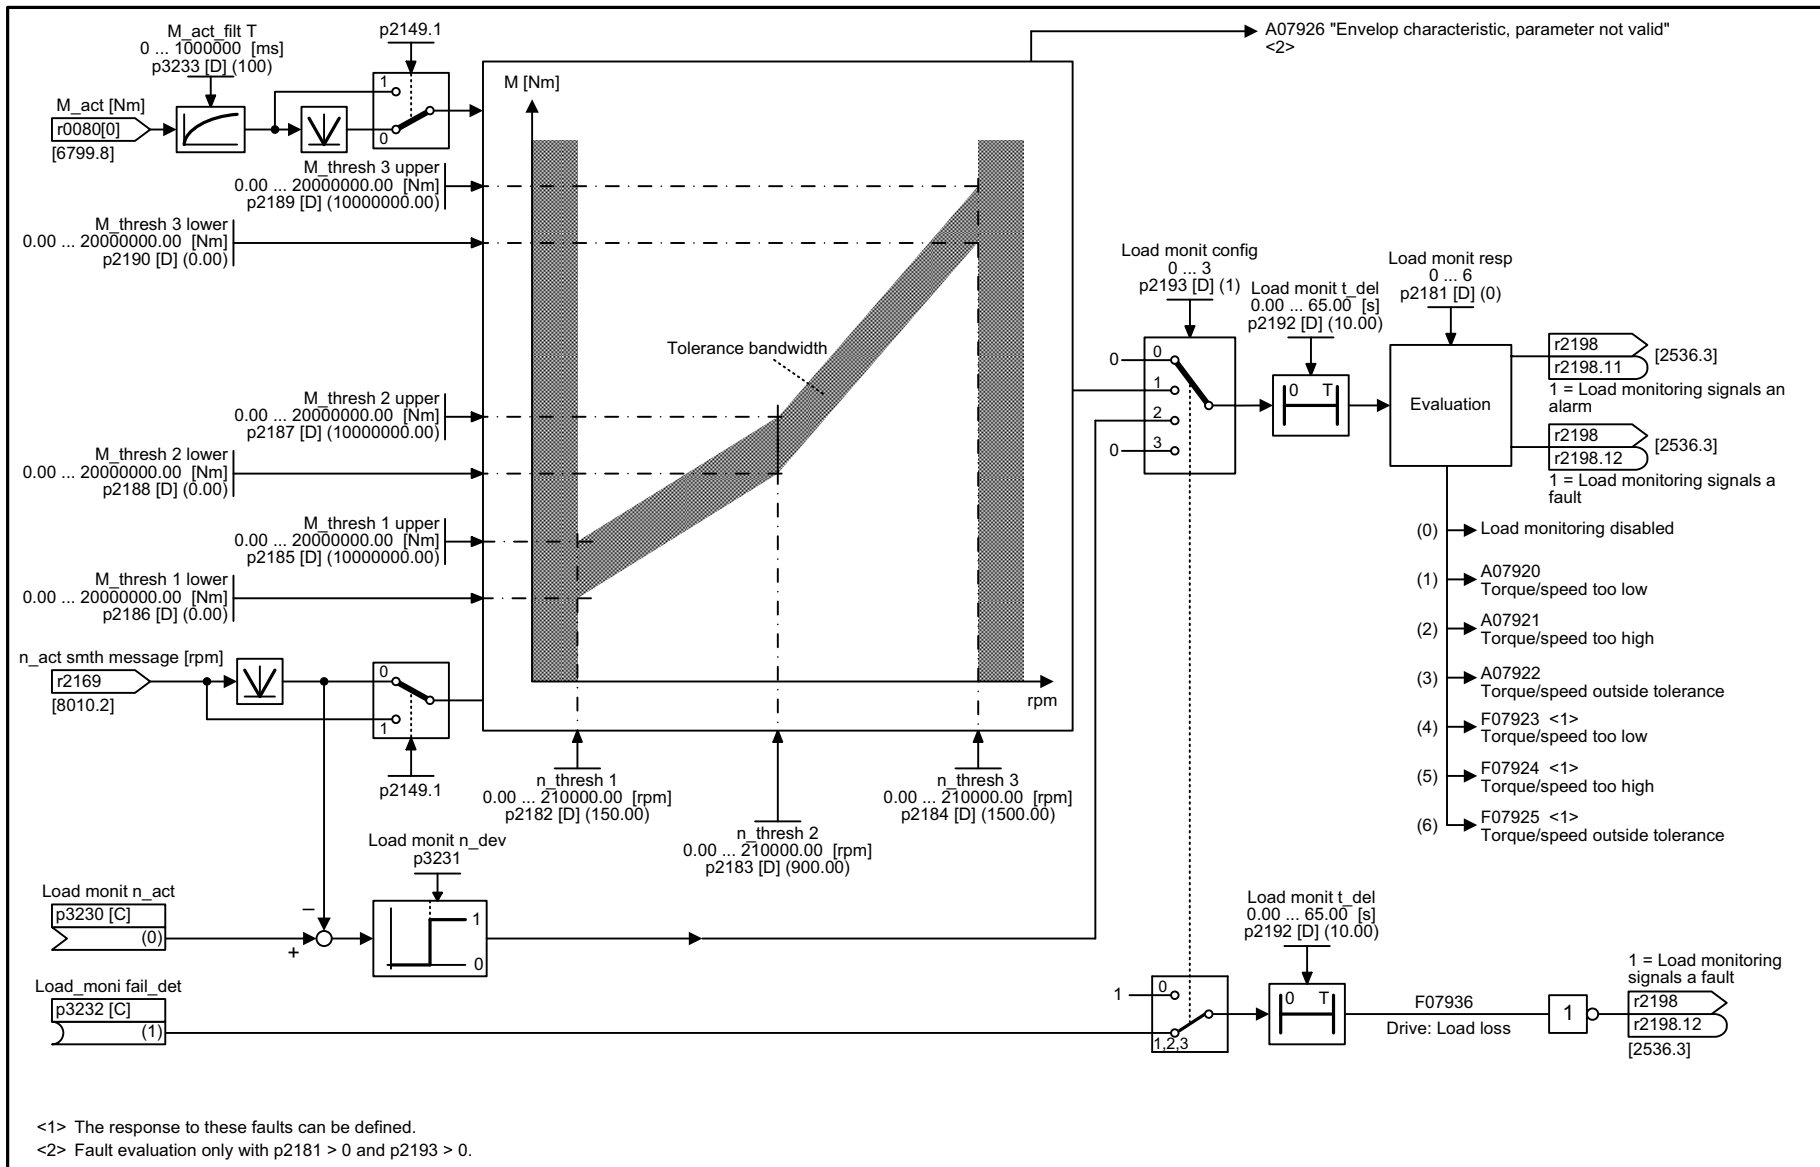 M_act_filt T
0 ... 1000000 [ms]
p3233 [D] (100)
p2149.1
A07926 "Envelop characteristic, parameter not valid"
<2>
M_act [Nm]
r0080[0]
[6799.8]
1
0
M [Nm]
M_thresh 3 upper
0.00 ... 20000000.00 [Nm]
p2189 [D] (10000000.00)
M_thresh 3 lower
0.00 ... 20000000.00 [Nm]
p2190 [D] (0.00)
Tolerance bandwidth
M_thresh 2 upper
0.00 ... 20000000.00 [Nm]
p2187 [D] (10000000.00)
M_thresh 2 lower
0.00 ... 20000000.00 [Nm]
p2188 [D] (0.00)
M_thresh 1 upper
0.00 ... 20000000.00 [Nm]
p2185 [D] (10000000.00)
M_thresh 1 lower
0.00 ... 20000000.00 [Nm]
p2186 [D] (0.00)
n_act smth message [rpm]
r2169
[8010.2]
0
1
p2149.1
rpm
n_thresh 1
0.00 ... 210000.00 [rpm]
p2182 [D] (150.00)
n_thresh 2
0.00 ... 210000.00 [rpm]
p2183 [D] (900.00)
n_thresh 3
0.00 ... 210000.00 [rpm]
p2184 [D] (1500.00)
Load monit config
0 ... 3
p2193 [D] (1)
0
0
1
2
0
3
Load monit t_del
0.00 ... 65.00 [s]
p2192 [D] (10.00)
0 T
Load monit resp
0 ... 6
p2181 [D] (0)
Evaluation
r2198
r2198.11
[2536.3]
1 = Load monitoring signals an
alarm
r2198
r2198.12
[2536.3]
1 = Load monitoring signals a
fault
(0) Load monitoring disabled
(1) A07920
Torque/speed too low
(2) A07921
Torque/speed too high
(3) A07922
Torque/speed outside tolerance
(4) F07923 <1>
Torque/speed too low
(5) F07924 <1>
Torque/speed too high
(6) F07925 <1>
Torque/speed outside tolerance
Load monit n_dev
p3231
1
0
Load monit n_act
p3230 [C]
(0)
–
+
Load_moni fail_det
p3232 [C]
(1)
1
0
1,2,3
Load monit t_del
0.00 ... 65.00 [s]
p2192 [D] (10.00)
0 T
F07936
Drive: Load loss
1
1 = Load monitoring
signals a fault
r2198
r2198.12
[2536.3]
<1> The response to these faults can be defined.
<2> Fault evaluation only with p2181 > 0 and p2193 > 0.